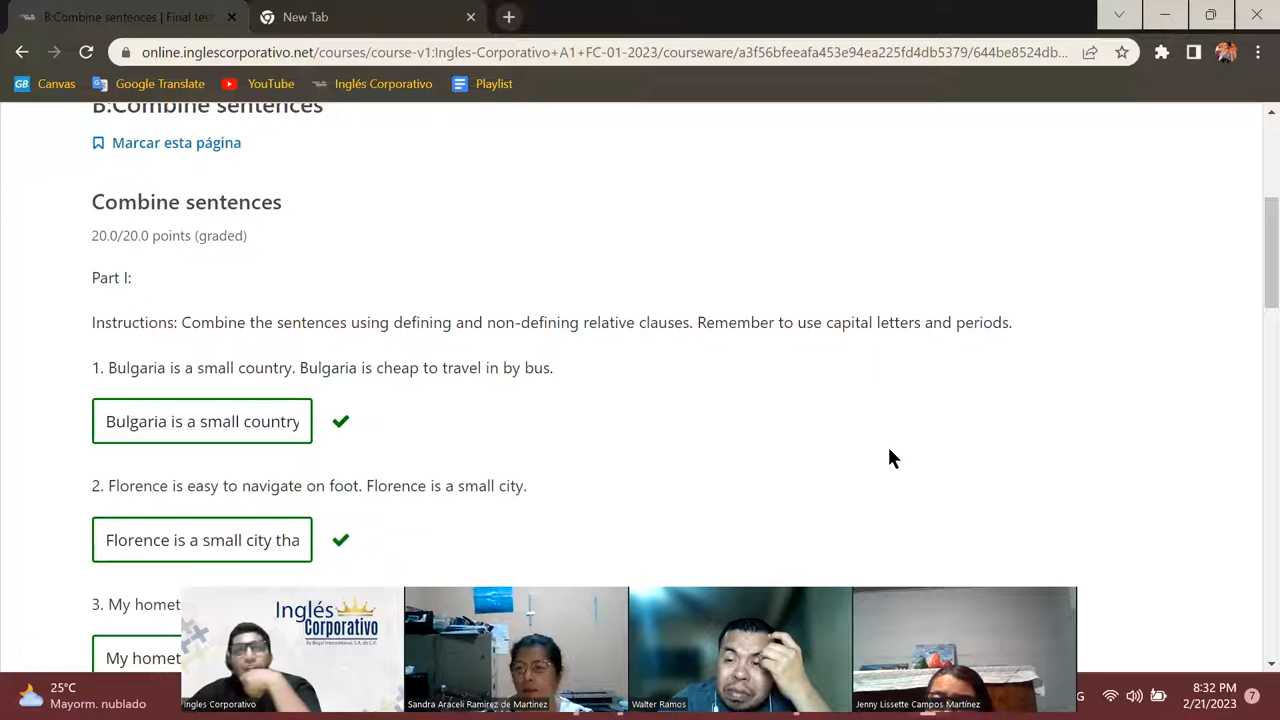 B:Combine sentences | Final test
New Tab
online.inglescorporativo.net/courses/course-v1:Ingles-Corporativo+A1+FC-01-2023/courseware/a3f56bfeefa453e94ea225fd4db5379/644be8524db...
GB Canvas
Google Translate
YouTube
Inglés Corporativo
Playlist
B:Combine sentences
Marcar esta página
Combine sentences
20.0/20.0 points (graded)
Part I:
Instructions: Combine the sentences using defining and non-defining relative clauses. Remember to use capital letters and periods.
1. Bulgaria is a small country. Bulgaria is cheap to travel in by bus.
Bulgaria is a small country
2. Florence is easy to navigate on foot. Florence is a small city.
Florence is a small city tha
3. My homet
My homet
Inglés
Corporativo
Ingles Corporativo
Sandra Araceli Ramirez de Martinez
Walter Ramos
Jenny Lissette Campos Martínez
25°C
Mayorm. nublado
G
8:32 PM
2/21/2023
7